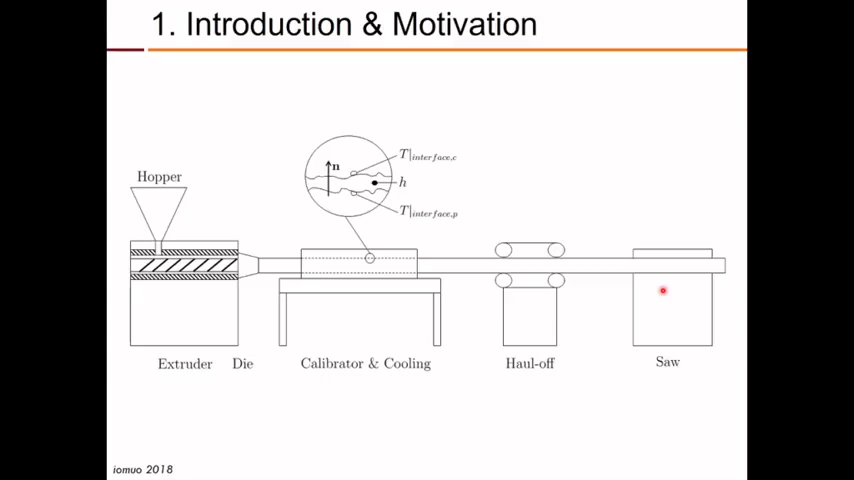 1. Introduction & Motivation
Hopper
n
T|interface,c
h
T|interface,p
Extruder
Die
Calibrator & Cooling
Haul-off
Saw
iomuo 2018